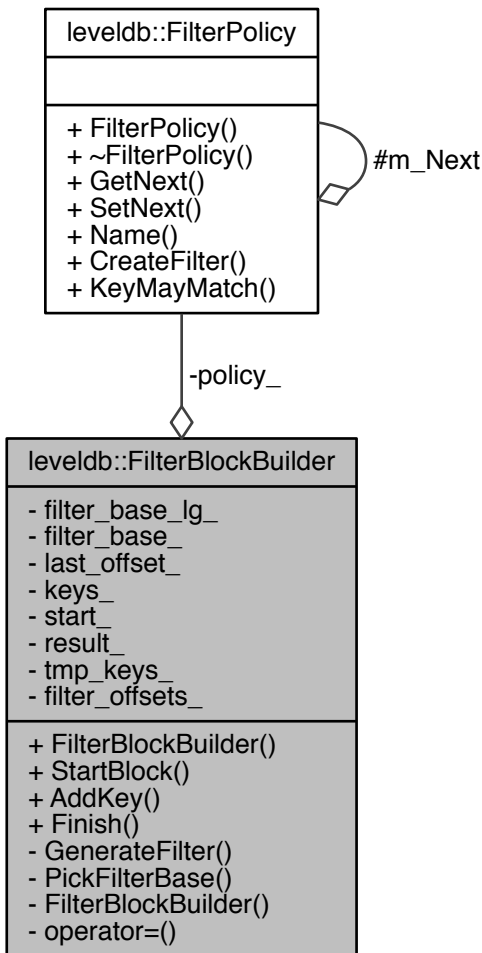 leveldb::FilterPolicy
+ FilterPolicy()
+ ~FilterPolicy()
+ GetNext()
+ SetNext()
+ Name()
+ CreateFilter()
+ KeyMayMatch()
#m_Next
-policy_
leveldb::FilterBlockBuilder
- filter_base_lg_
- filter_base_
- last_offset_
- keys_
- start_
- result_
- tmp_keys_
- filter_offsets_
+ FilterBlockBuilder()
+ StartBlock()
+ AddKey()
+ Finish()
- GenerateFilter()
- PickFilterBase()
- FilterBlockBuilder()
- operator=()